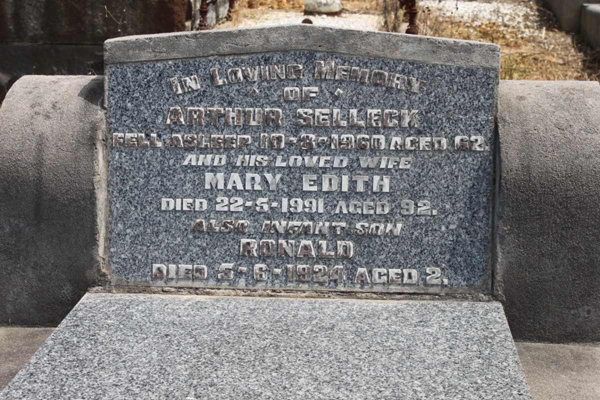 IN LOVING MEMORY
OF
ARTHUR SELLECK
FELL ASLEEP 10-3-1960 AGED 62.
AND HIS LOVED WIFE
MARY EDITH
DIED 22-5-1991 AGED 92.
ALSO INFANT SON
RONALD
DIED 5-6-1924 AGED 2.